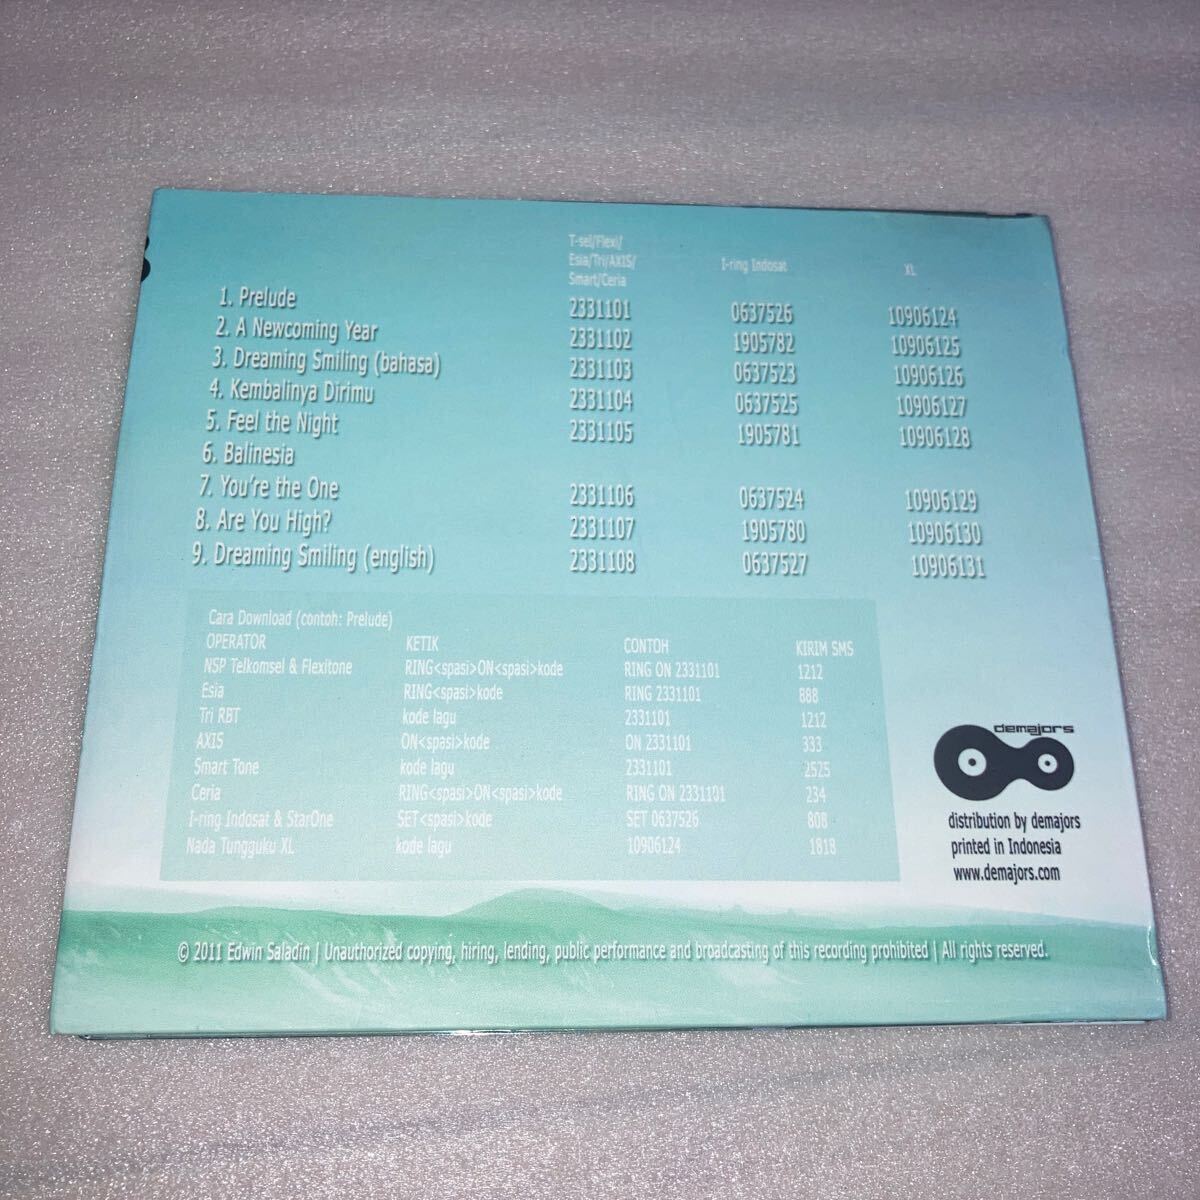 T-sel/Flexi/
Esia/Tri/AXIS/
Smart/Ceria
I-ring Indosat
XL
1. Prelude 2331101 0637526 10906124
2. A Newcoming Year 2331102 1905782 10906125
3. Dreaming Smiling (bahasa) 2331103 0637523 10906126
4. Kembalinya Dirimu 2331104 0637525 10906127
5. Feel the Night 2331105 1905781 10906128
6. Balinesia
7. You're the One 2331106 0637524 10906129
8. Are You High? 2331107 1905780 10906130
9. Dreaming Smiling (english) 2331108 0637527 10906131
Cara Download (contoh: Prelude)
OPERATOR KETIK CONTOH KIRIM SMS
NSP Telkomsel & Flexitone RING<spasi>ON<spasi>kode RING ON 2331101 1212
Esia RING<spasi>kode RING 2331101 888
Tri RBT kode lagu 2331101 1212
AXIS ON<spasi>kode ON 2331101 333
Smart Tone kode lagu 2331101 2525
Ceria RING<spasi>ON<spasi>kode RING ON 2331101 234
I-ring Indosat & StarOne SET<spasi>kode SET 0637526 808
Nada Tungguku XL kode lagu 10906124 1818
demajors
distribution by demajors
printed in Indonesia
www.demajors.com
© 2011 Edwin Saladin | Unauthorized copying, hiring, lending, public performance and broadcasting of this recording prohibited | All rights reserved.